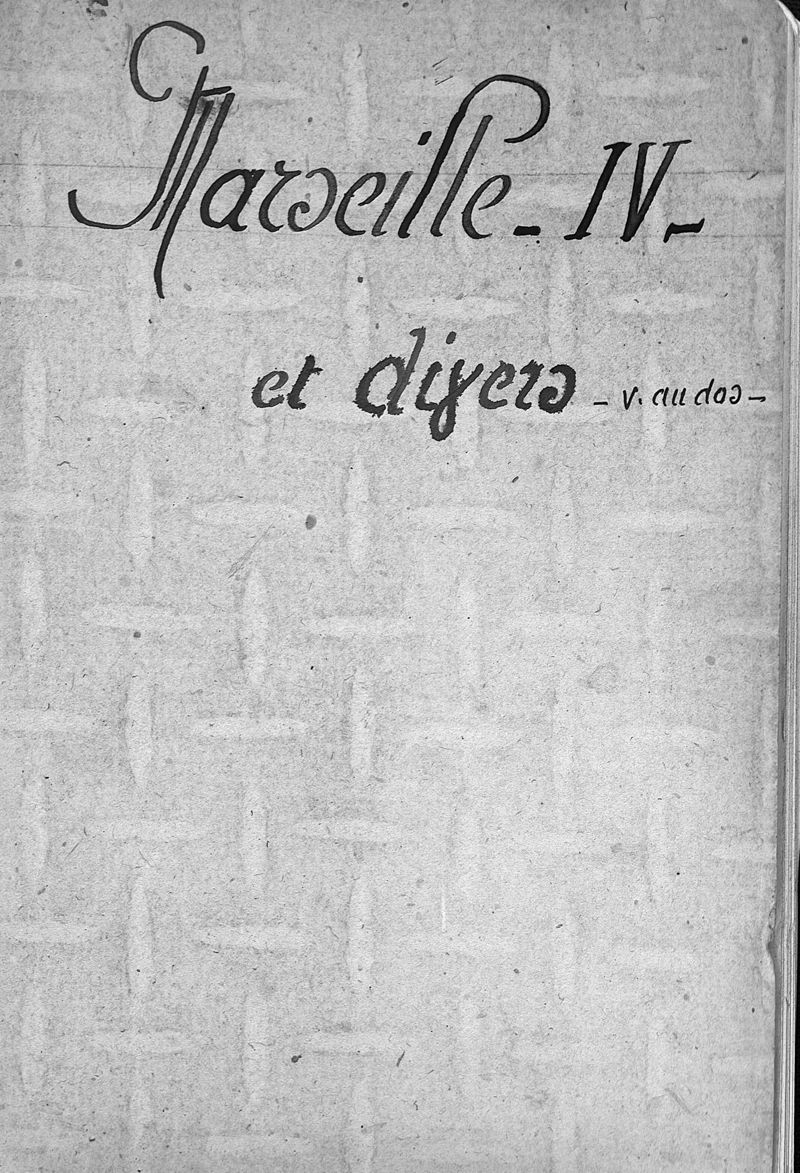 Marseille - IV -
et divers - v. au dos -